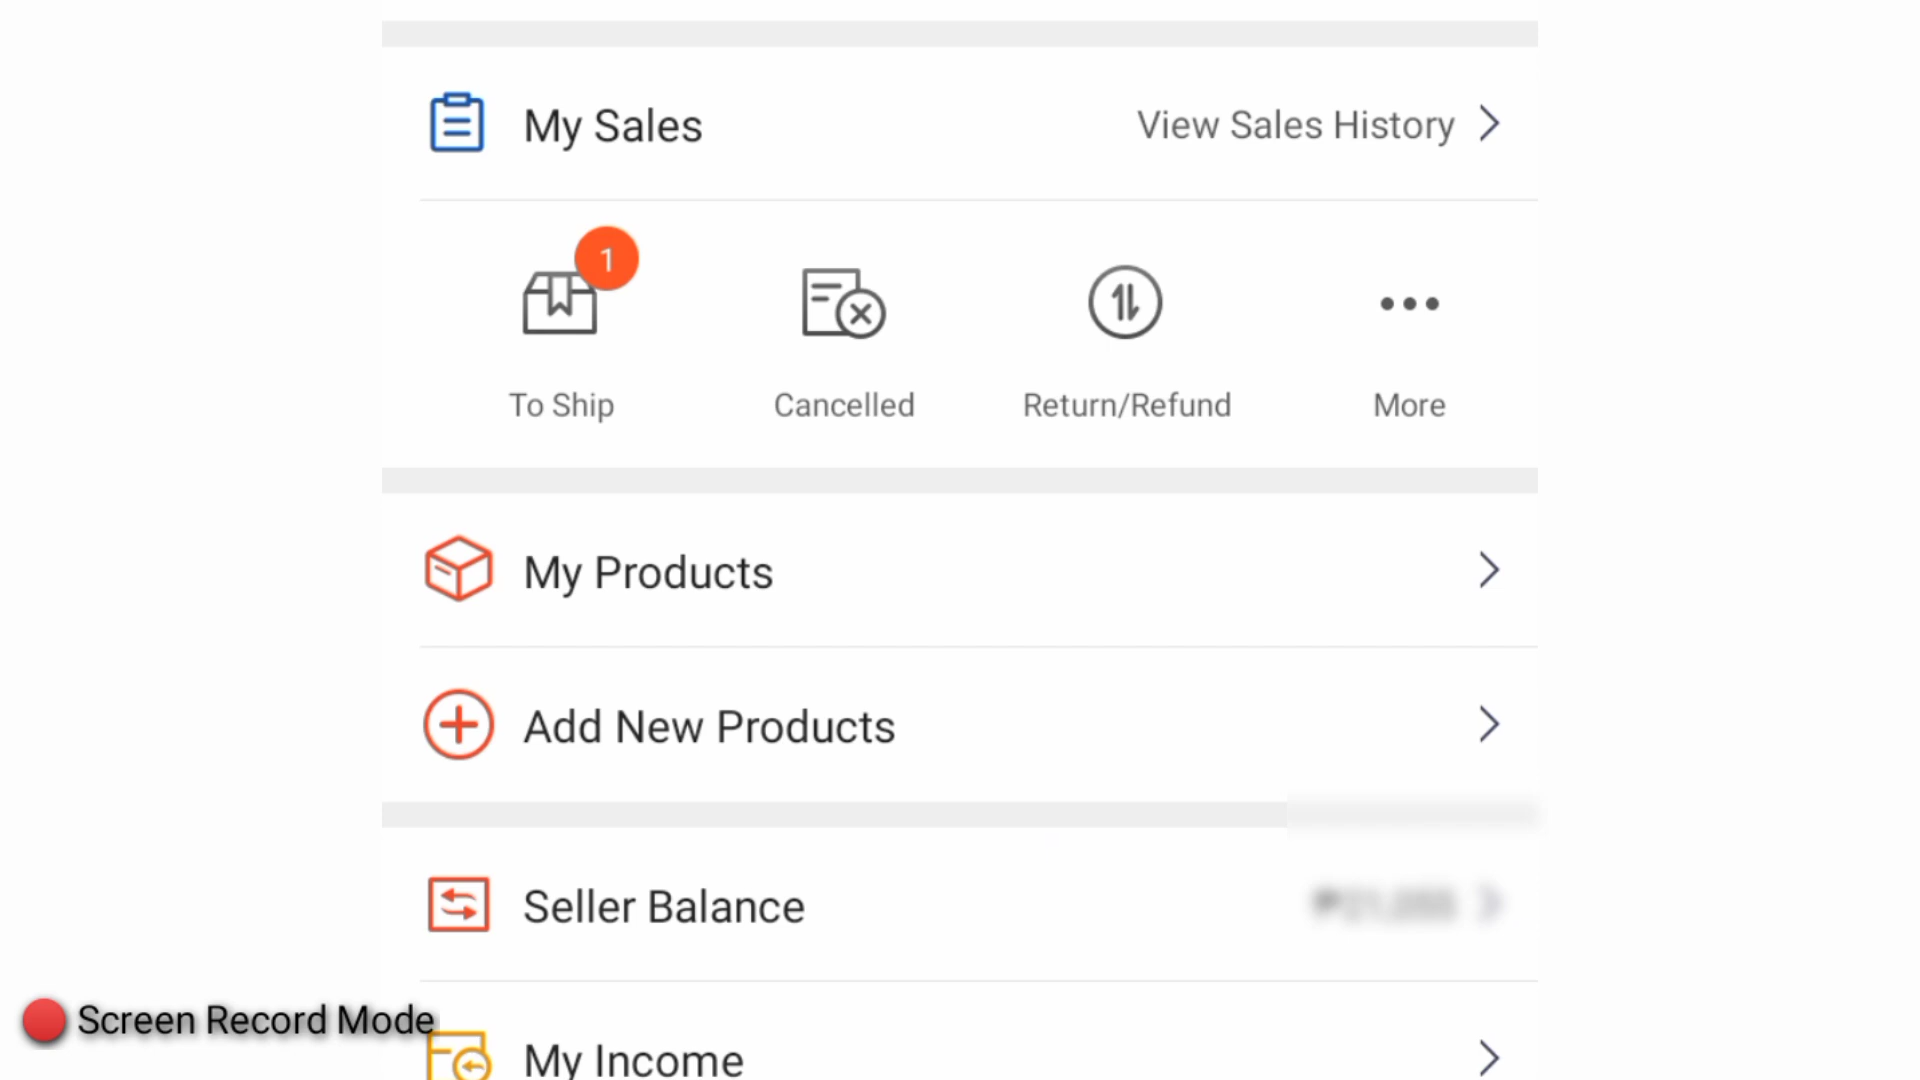 My Sales
View Sales History
1
To Ship
Cancelled
Return/Refund
More
My Products
Add New Products
Seller Balance
Screen Record Mode
My Income